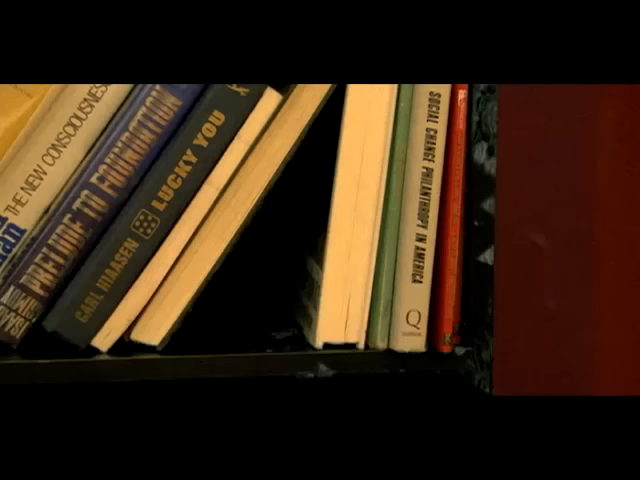 THE NEW CONSCIOUSNESS
PRELUDE TO FOUNDATION
CARL HIAASEN LUCKY YOU
SOCIAL CHANGE PHILANTHROPY IN AMERICA
Q